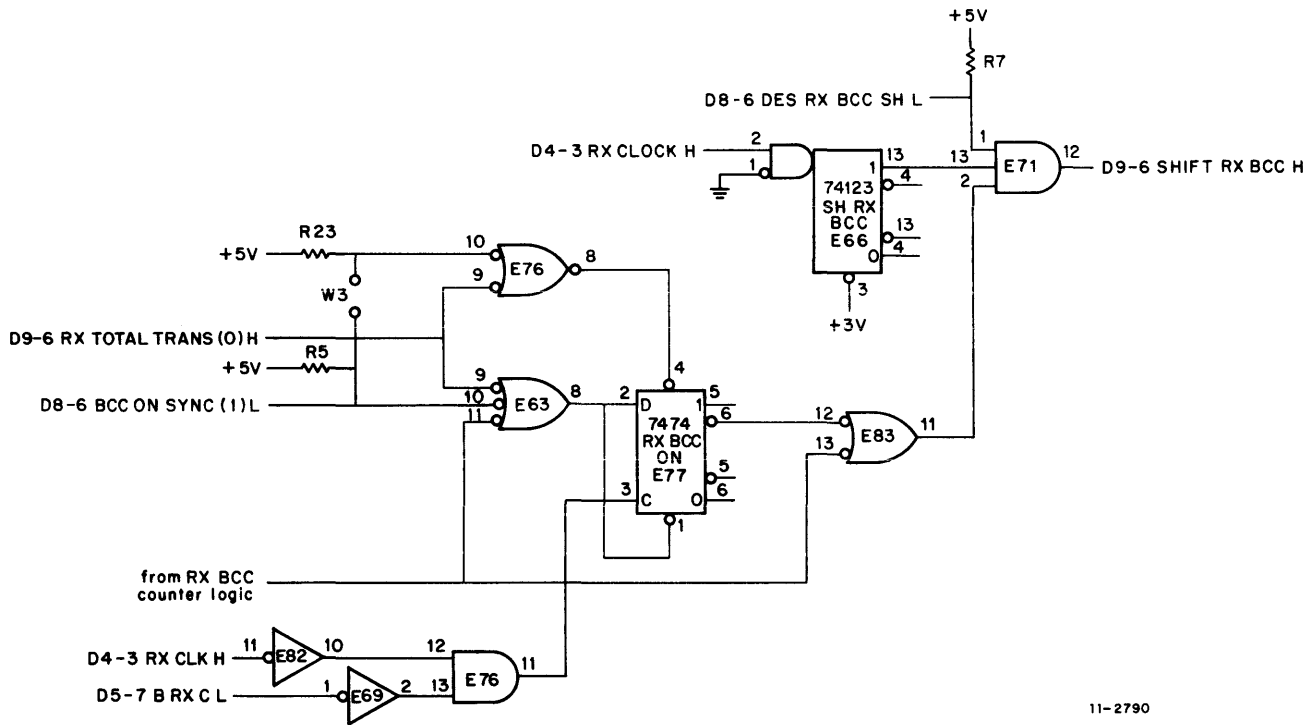 +5V
R7
D8-6 DES RX BCC SH L
D4-3 RX CLOCK H
2
1
1
13
4
74123
SH RX
BCC
E66
13
0
4
3
+3V
1
13
2
E71
12
D9-6 SHIFT RX BCC H
+5V
R23
W3
10
9
E76
8
D9-6 RX TOTAL TRANS (0) H
+5V
R5
D8-6 BCC ON SYNC (1) L
9
10
11
E63
8
4
2
D
1
5
6
7474
RX BCC
ON
E77
5
6
3
C
0
1
12
13
E83
11
from RX BCC
counter logic
D4-3 RX CLK H
11
E82
10
D5-7 B RX C L
1
E69
2
12
13
E76
11
11-2790